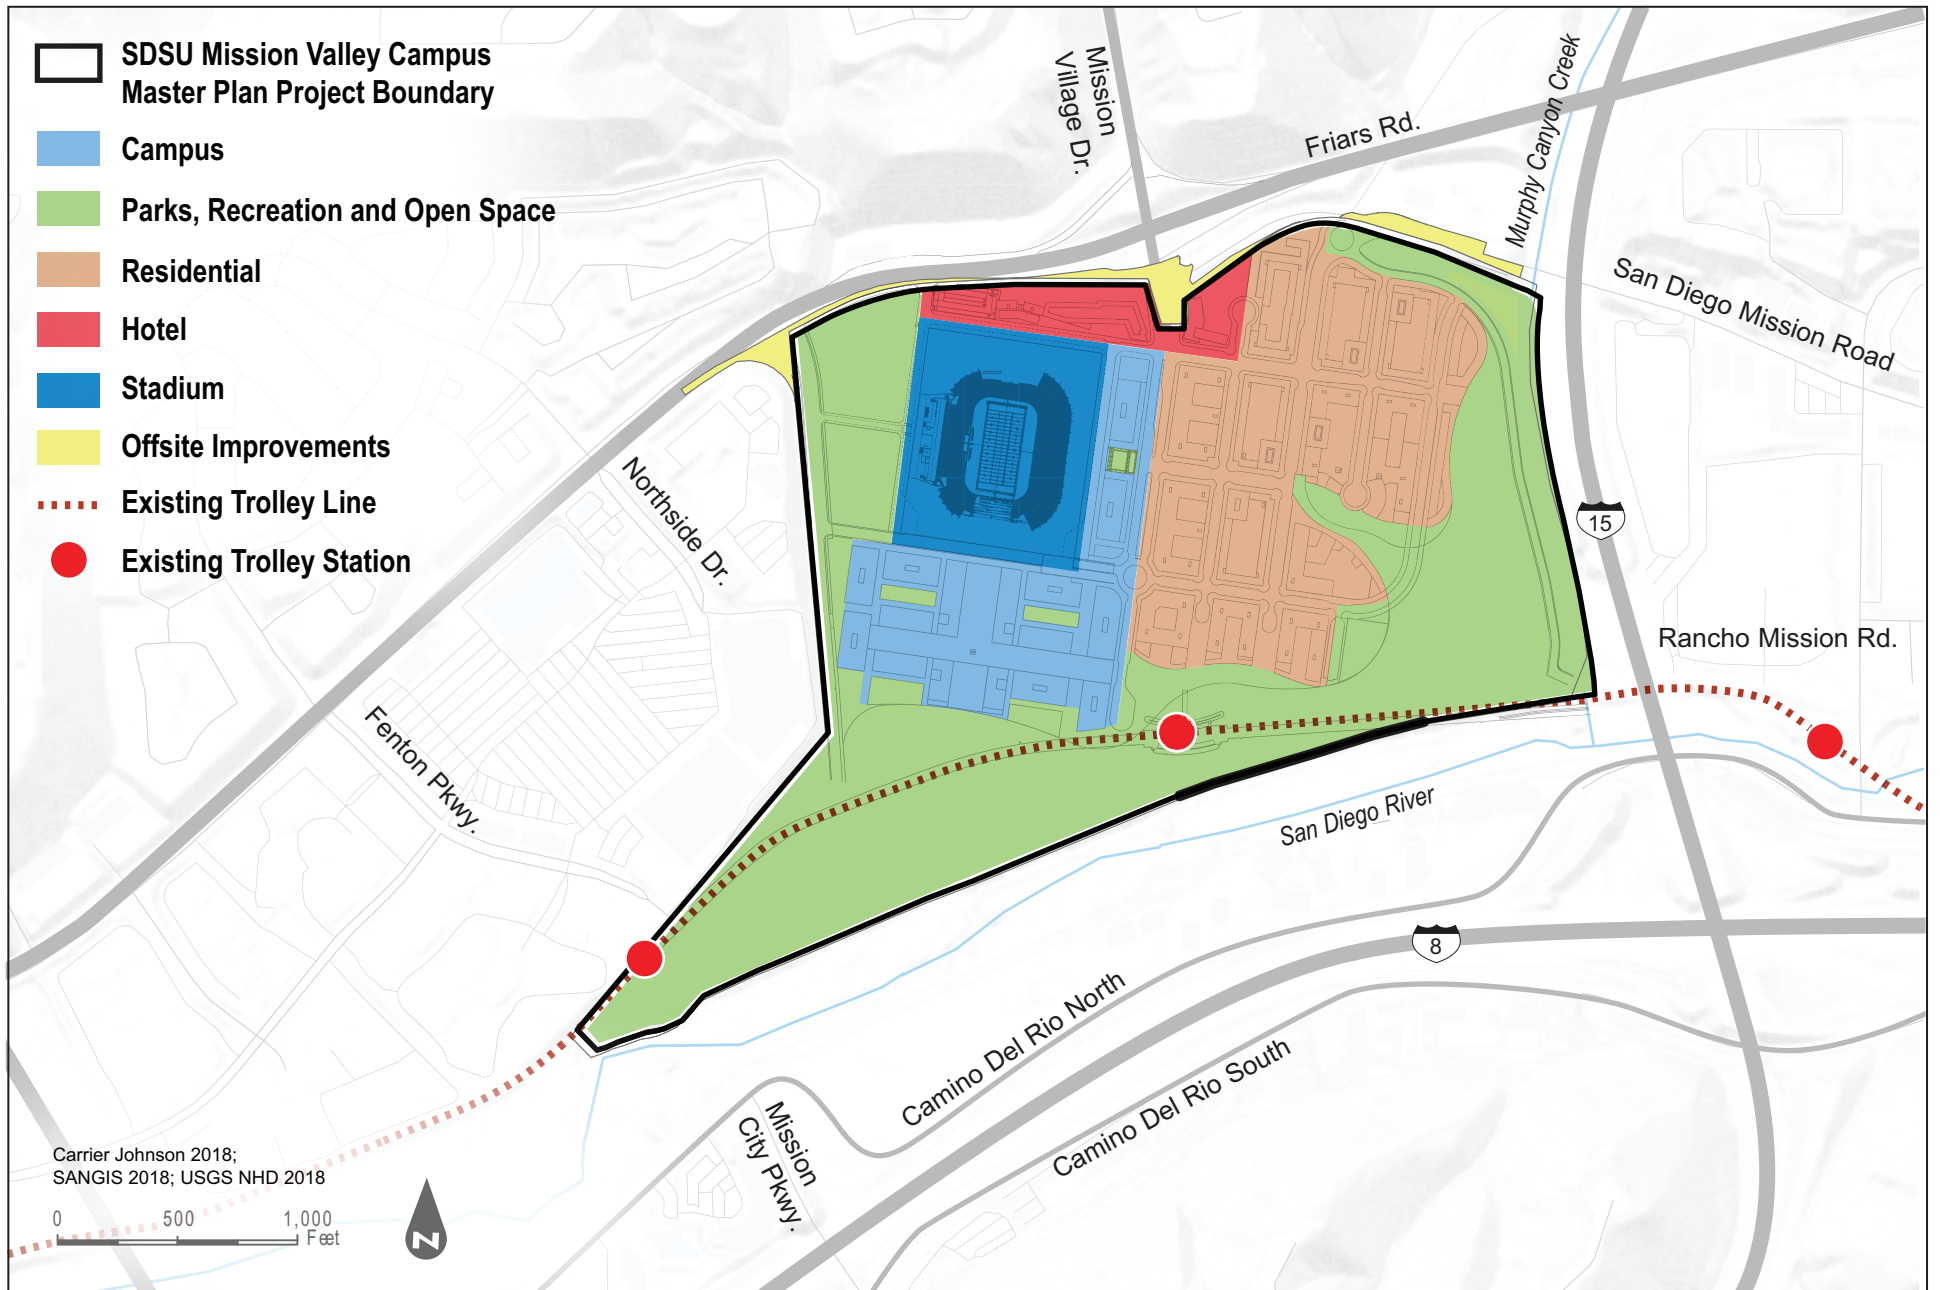 SDSU Mission Valley Campus
Master Plan Project Boundary
Campus
Parks, Recreation and Open Space
Residential
Hotel
Stadium
Offsite Improvements
Existing Trolley Line
Existing Trolley Station
Mission
Village Dr.
Friars Rd.
Murphy Canyon Creek
San Diego Mission Road
Northside Dr.
15
Rancho Mission Rd.
Fenton Pkwy.
San Diego River
8
Camino Del Rio North
Camino Del Rio South
Mission
City Pkwy.
Carrier Johnson 2018;
SANGIS 2018; USGS NHD 2018
0 500 1,000
Feet
N